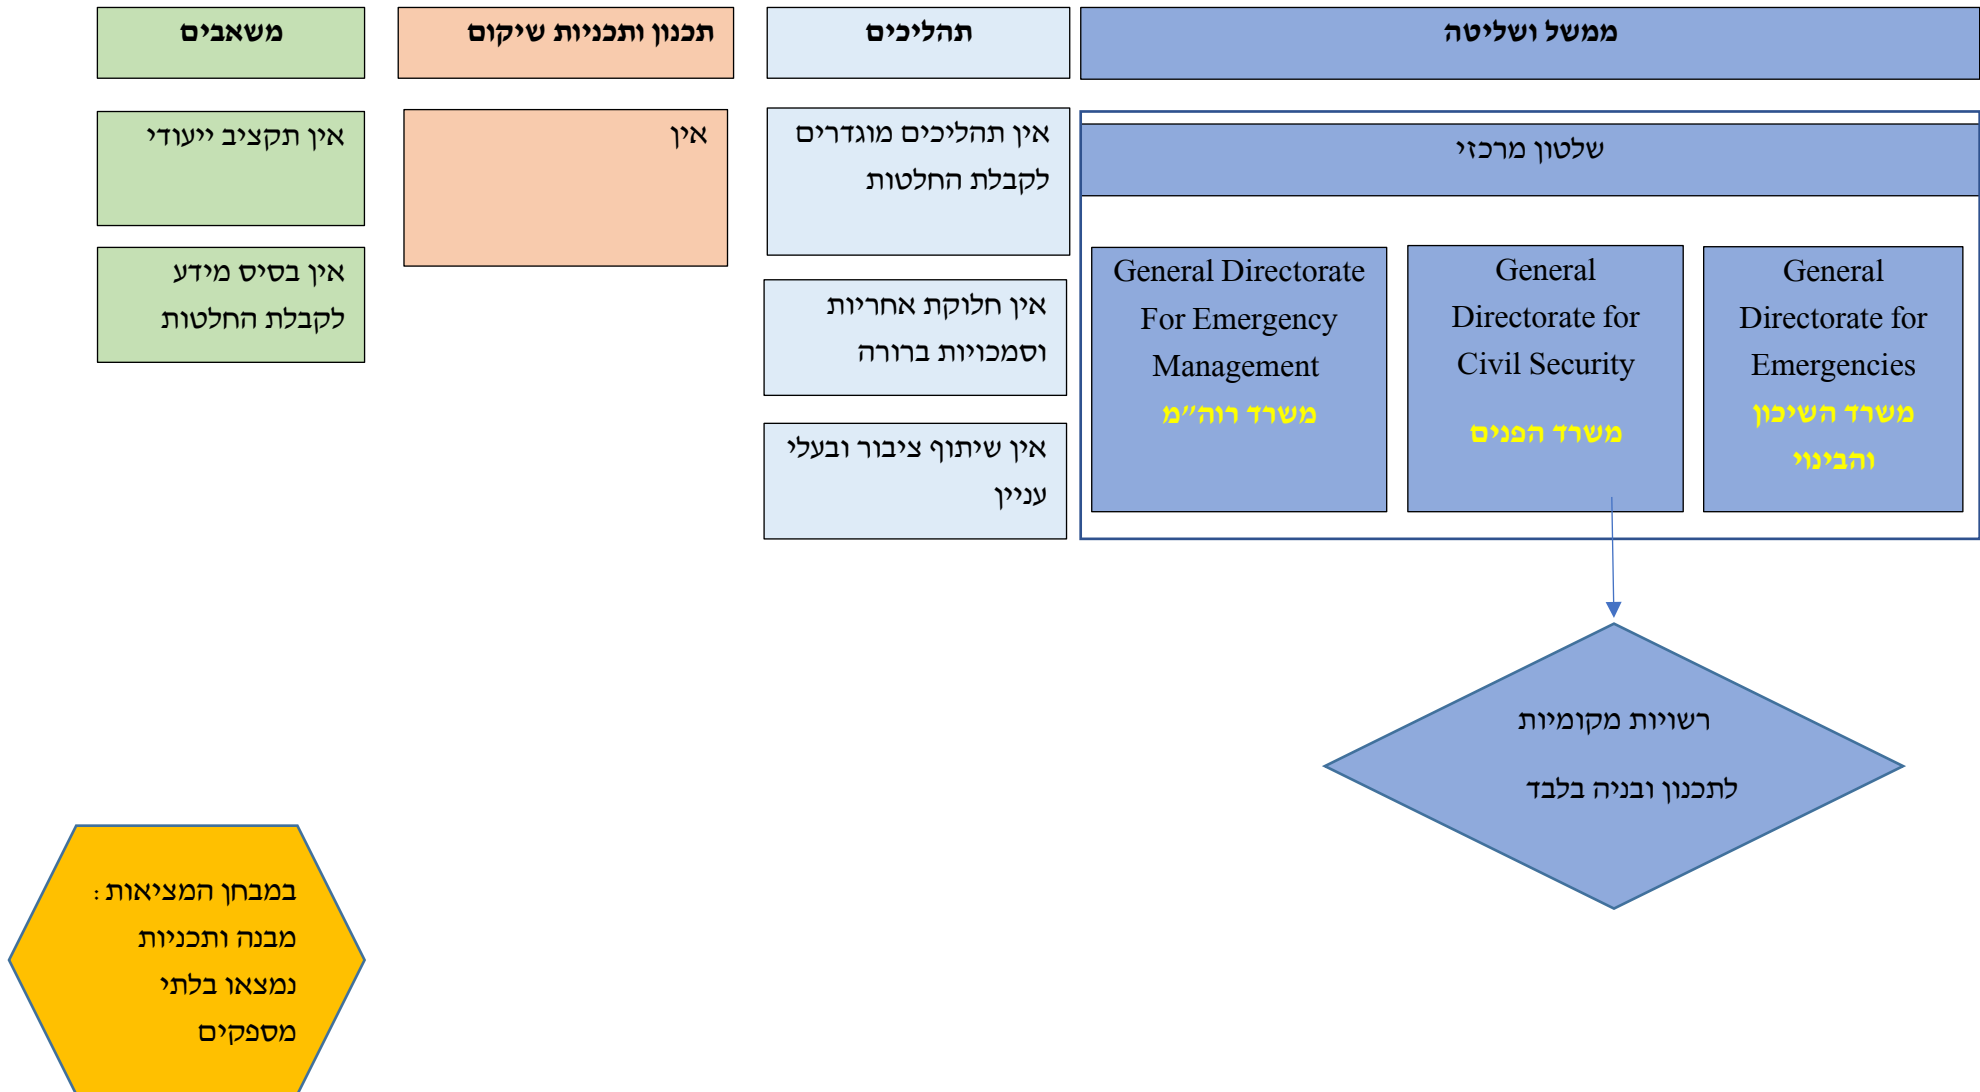 ממשל ושליטה
תהליכים
תכנון ותכניות שיקום
משאבים
שלטון מרכזי
General
Directorate for
Emergencies
משרד השיכון
והבינוי
General
Directorate for
Civil Security
משרד הפנים
General Directorate
For Emergency
Management
משרד רוה״מ
רשויות מקומיות
לתכנון ובניה בלבד
אין תהליכים מוגדרים
לקבלת החלטות
אין חלוקת אחריות
וסמכויות ברורה
אין שיתוף ציבור ובעלי
עניין
אין
אין תקציב ייעודי
אין בסיס מידע
לקבלת החלטות
במבחן המציאות:
מבנה ותכניות
נמצאו בלתי
מספקים